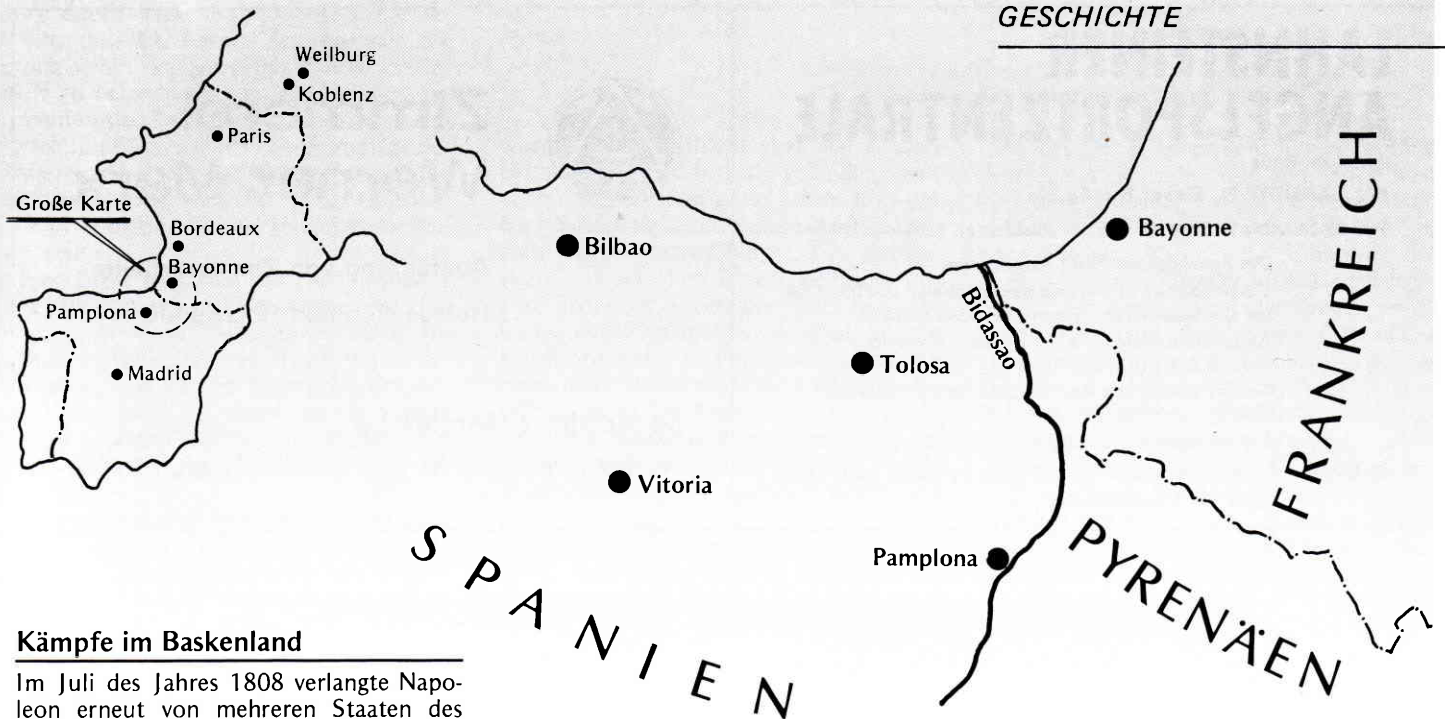 GESCHICHTE
Weilburg
Koblenz
Paris
Große Karte
Bordeaux
Bayonne
Pamplona
Madrid
Bilbao
Bayonne
Bidassao
Tolosa
Vitoria
Pamplona
FRANKREICH
PYRENÄEN
SPANIEN
Kämpfe im Baskenland
Im Juli des Jahres 1808 verlangte Napo-
leon erneut von mehreren Staaten des